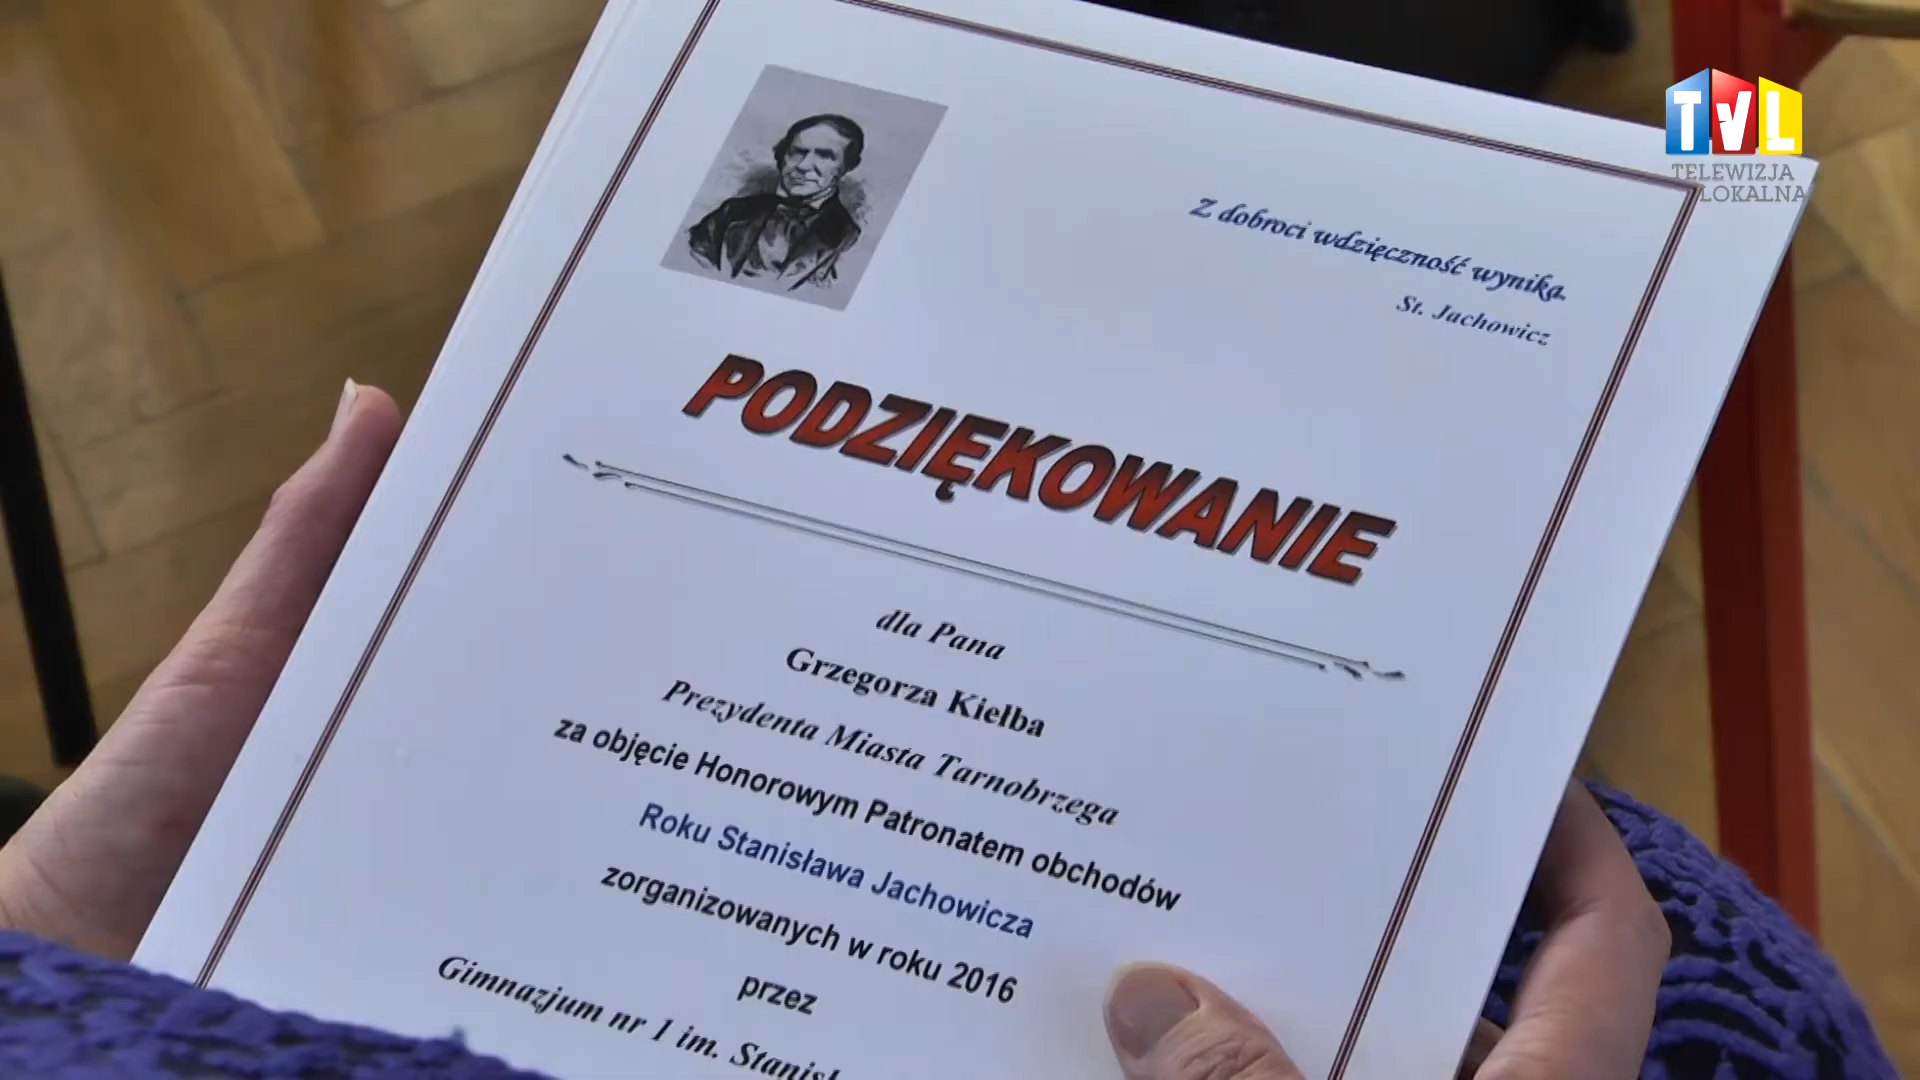 TVL
TELEWIZJA
LOKALNA
Z dobroci wdzięczność wynika.
St. Jachowicz
PODZIĘKOWANIE
dla Pana
Grzegorza Kiełba
Prezydenta Miasta Tarnobrzega
za objęcie Honorowym Patronatem obchodów
Roku Stanisława Jachowicza
zorganizowanych w roku 2016
przez
Gimnazjum nr 1 im.